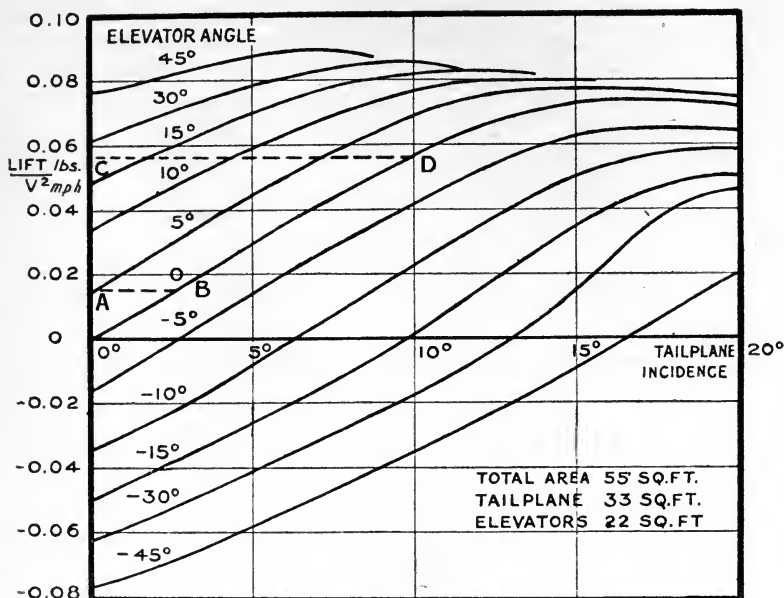 0.10
ELEVATOR ANGLE
45°
0.08
30°
15°
0.06
LIFT lbs.
V² mph
C
D
10°
0.04
5°
0.02
O
A
B
-5°
0
0°
5°
10°
15°
20°
TAILPLANE
INCIDENCE
-0.02
-10°
-0.04
-15°
-30°
TOTAL AREA 55 SQ.FT.
TAILPLANE 33 SQ.FT.
ELEVATORS 22 SQ.FT
-0.06
-45°
-0.08